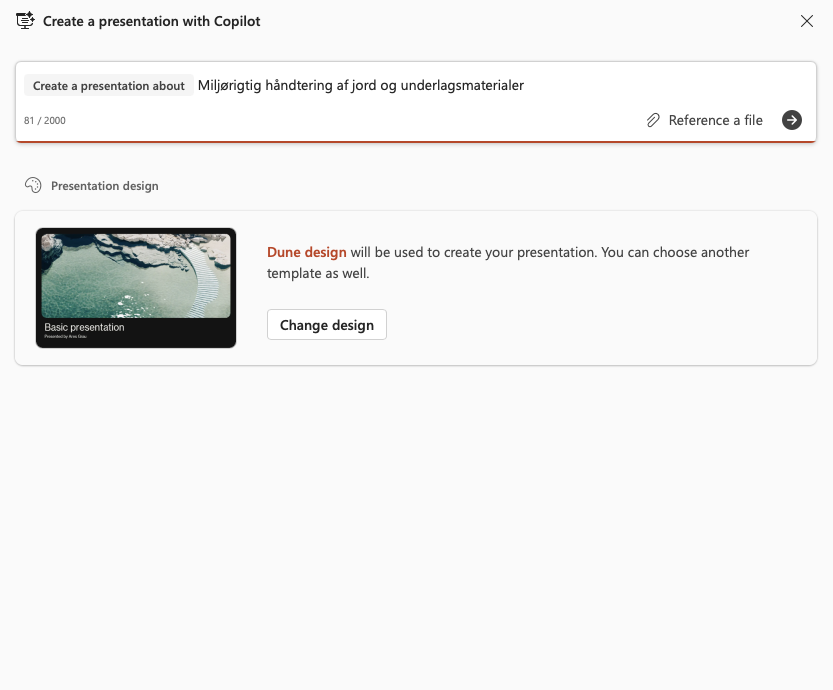 Create a presentation with Copilot
Create a presentation about Miljørigtig håndtering af jord og underlagsmaterialer
81 / 2000
Reference a file
Presentation design
Dune design will be used to create your presentation. You can choose another
template as well.
Basic presentation
Change design